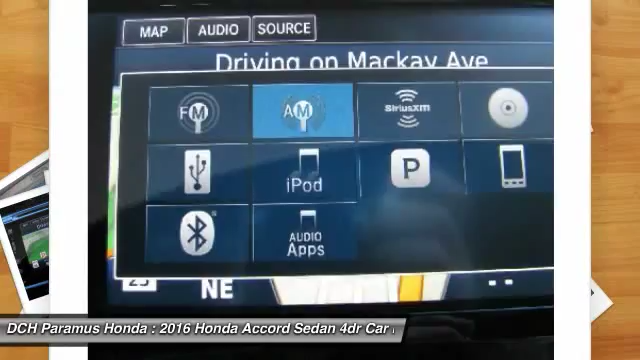 MAP AUDIO SOURCE
Driving on Mackay Ave
FM AM SIRIUSXM
iPod P
AUDIO
Apps
NE
DCH Paramus Honda : 2016 Honda Accord Sedan 4dr Car